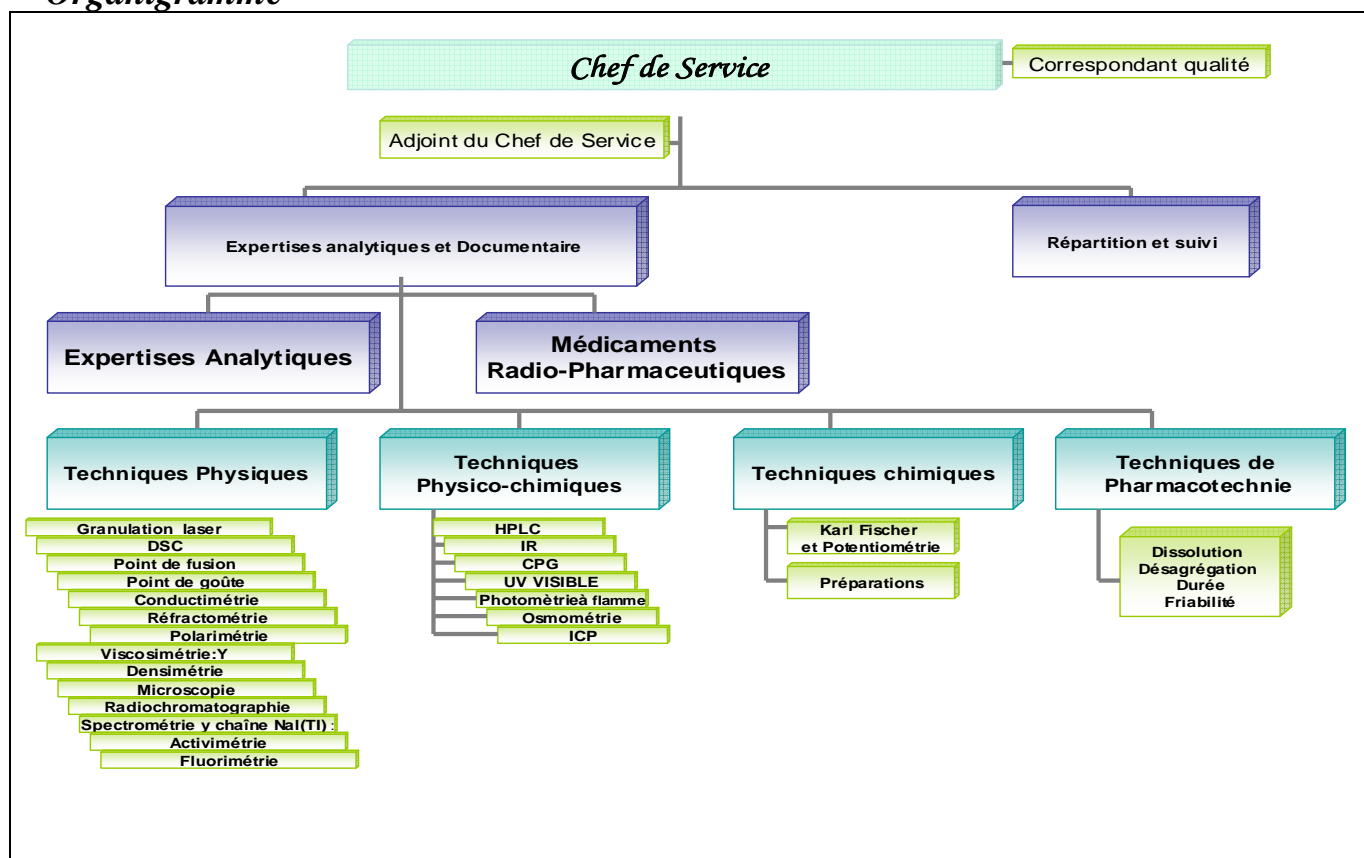 Organigramme
Chef de Service
Correspondant qualité
Adjoint du Chef de Service
Expertises analytiques et Documentaire
Répartition et suivi
Expertises Analytiques
Médicaments
Radio-Pharmaceutiques
Techniques Physiques
Techniques
Physico-chimiques
Techniques chimiques
Techniques de
Pharmacotechnie
Granulation laser
DSC
Point de fusion
Point de goûte
Conductimétrie
Réfractométrie
Polarimétrie
Viscosimétrie:Y
Densimétrie
Microscopie
Radiochromatographie
Spectrométrie y chaîne NaI(TI) :
Activimétrie
Fluorimétrie
HPLC
IR
CPG
UV VISIBLE
Photomètrieà flamme
Osmométrie
ICP
Karl Fischer
et Potentiométrie
Préparations
Dissolution
Désagrégation
Durée
Friabilité